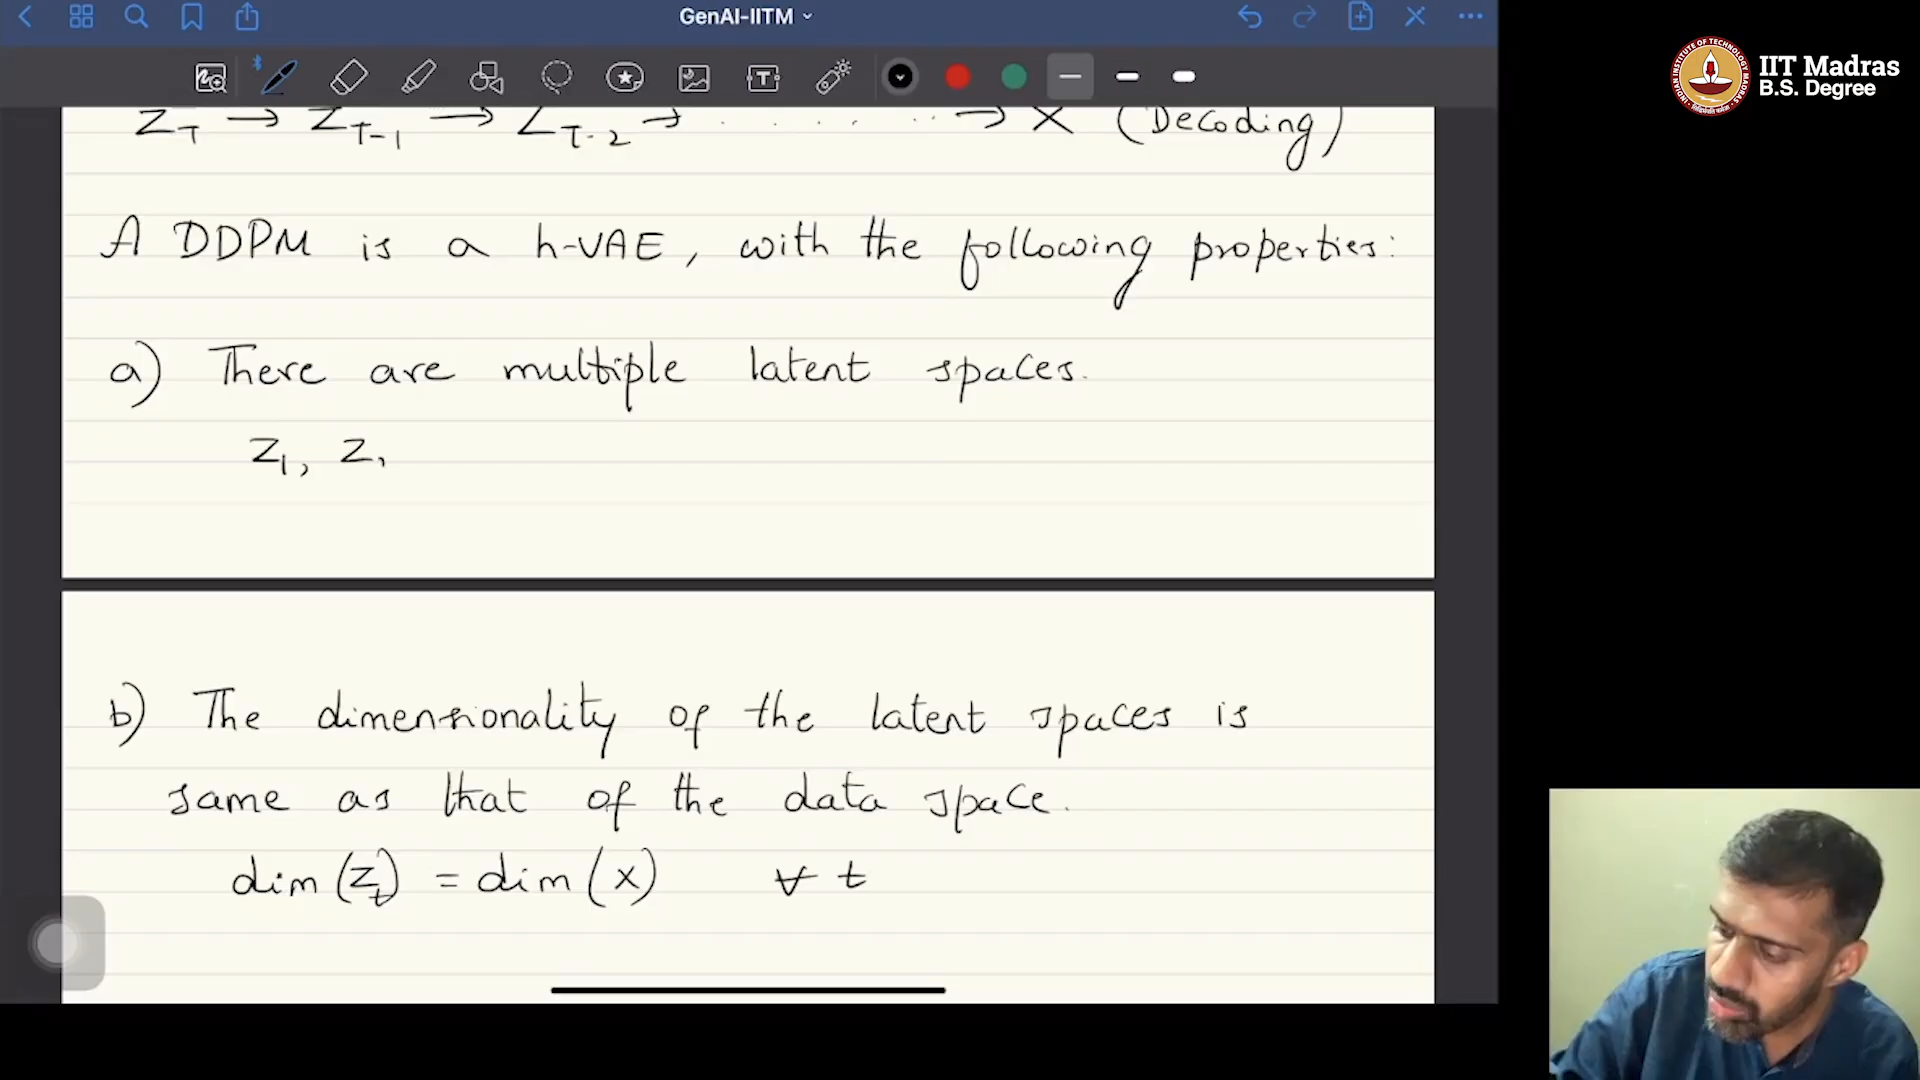 GenAI-IITM
IIT Madras
B.S. Degree
Z_T → Z_{T-1} → Z_{T-2} → . . . . . . → X (Decoding)
A DDPM is a h-VAE, with the following properties:
a) There are multiple latent spaces.
Z_1, Z
b) The dimensionality of the latent spaces is
same as that of the data space.
dim (Z_t) = dim (X) ∀ t